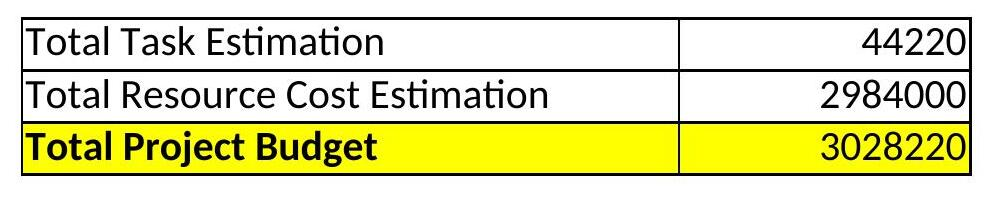 Total Task Estimation 44220
Total Resource Cost Estimation 2984000
Total Project Budget 3028220